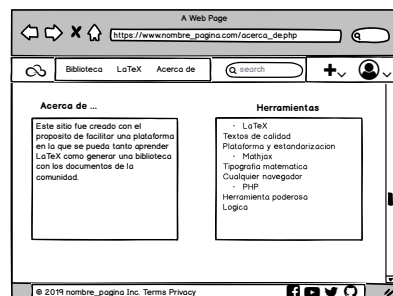 A Web Page
https://www.nombre_pagina.com/acerca_de.php
Biblioteca LaTeX Acerca de
search
Acerca de ...
Este sitio fue creado con el
proposito de facilitar una plataforma
en la que se pueda tanto aprender
LaTeX como generar una biblioteca
con los documentos de la
comunidad.
Herramientas
· LaTeX
Textos de calidad
Plataforma y estandarizacion
· Mathjax
Tipografia matematica
Cualquier navegador
· PHP
Herramienta poderosa
Logica
© 2019 nombre_pagina Inc. Terms Privacy